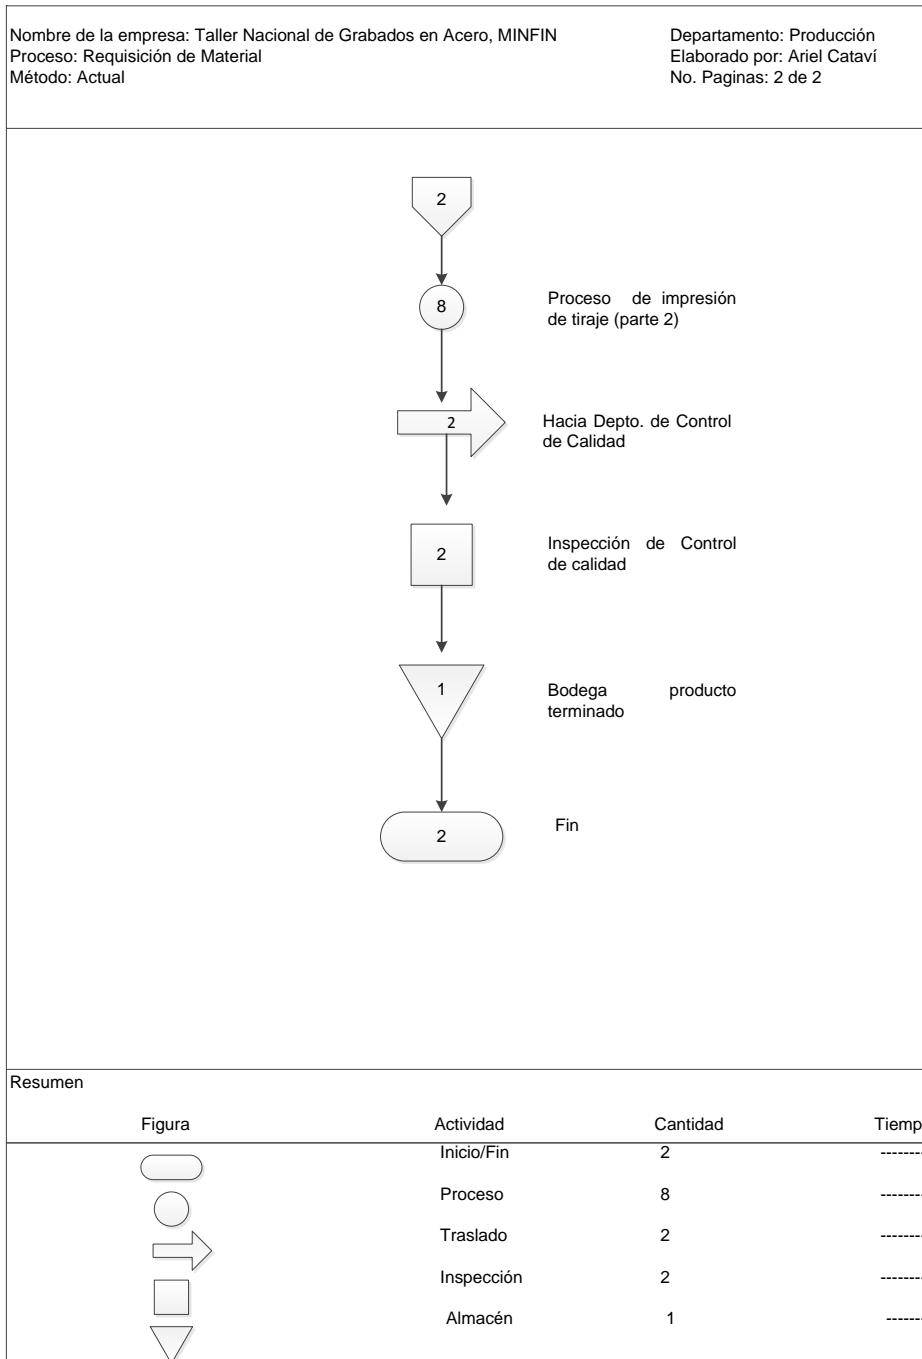 Nombre de la empresa: Taller Nacional de Grabados en Acero, MINFIN
Proceso: Requisición de Material
Método: Actual
Departamento: Producción
Elaborado por: Ariel Cataví
No. Paginas: 2 de 2
2
8
Proceso de impresión
de tiraje (parte 2)
2
Hacia Depto. de Control
de Calidad
2
Inspección de Control
de calidad
1
Bodega producto
terminado
2
Fin
Resumen
Figura Actividad Cantidad Tiemp
Inicio/Fin 2 --------
Proceso 8 --------
Traslado 2 --------
Inspección 2 --------
Almacén 1 -------